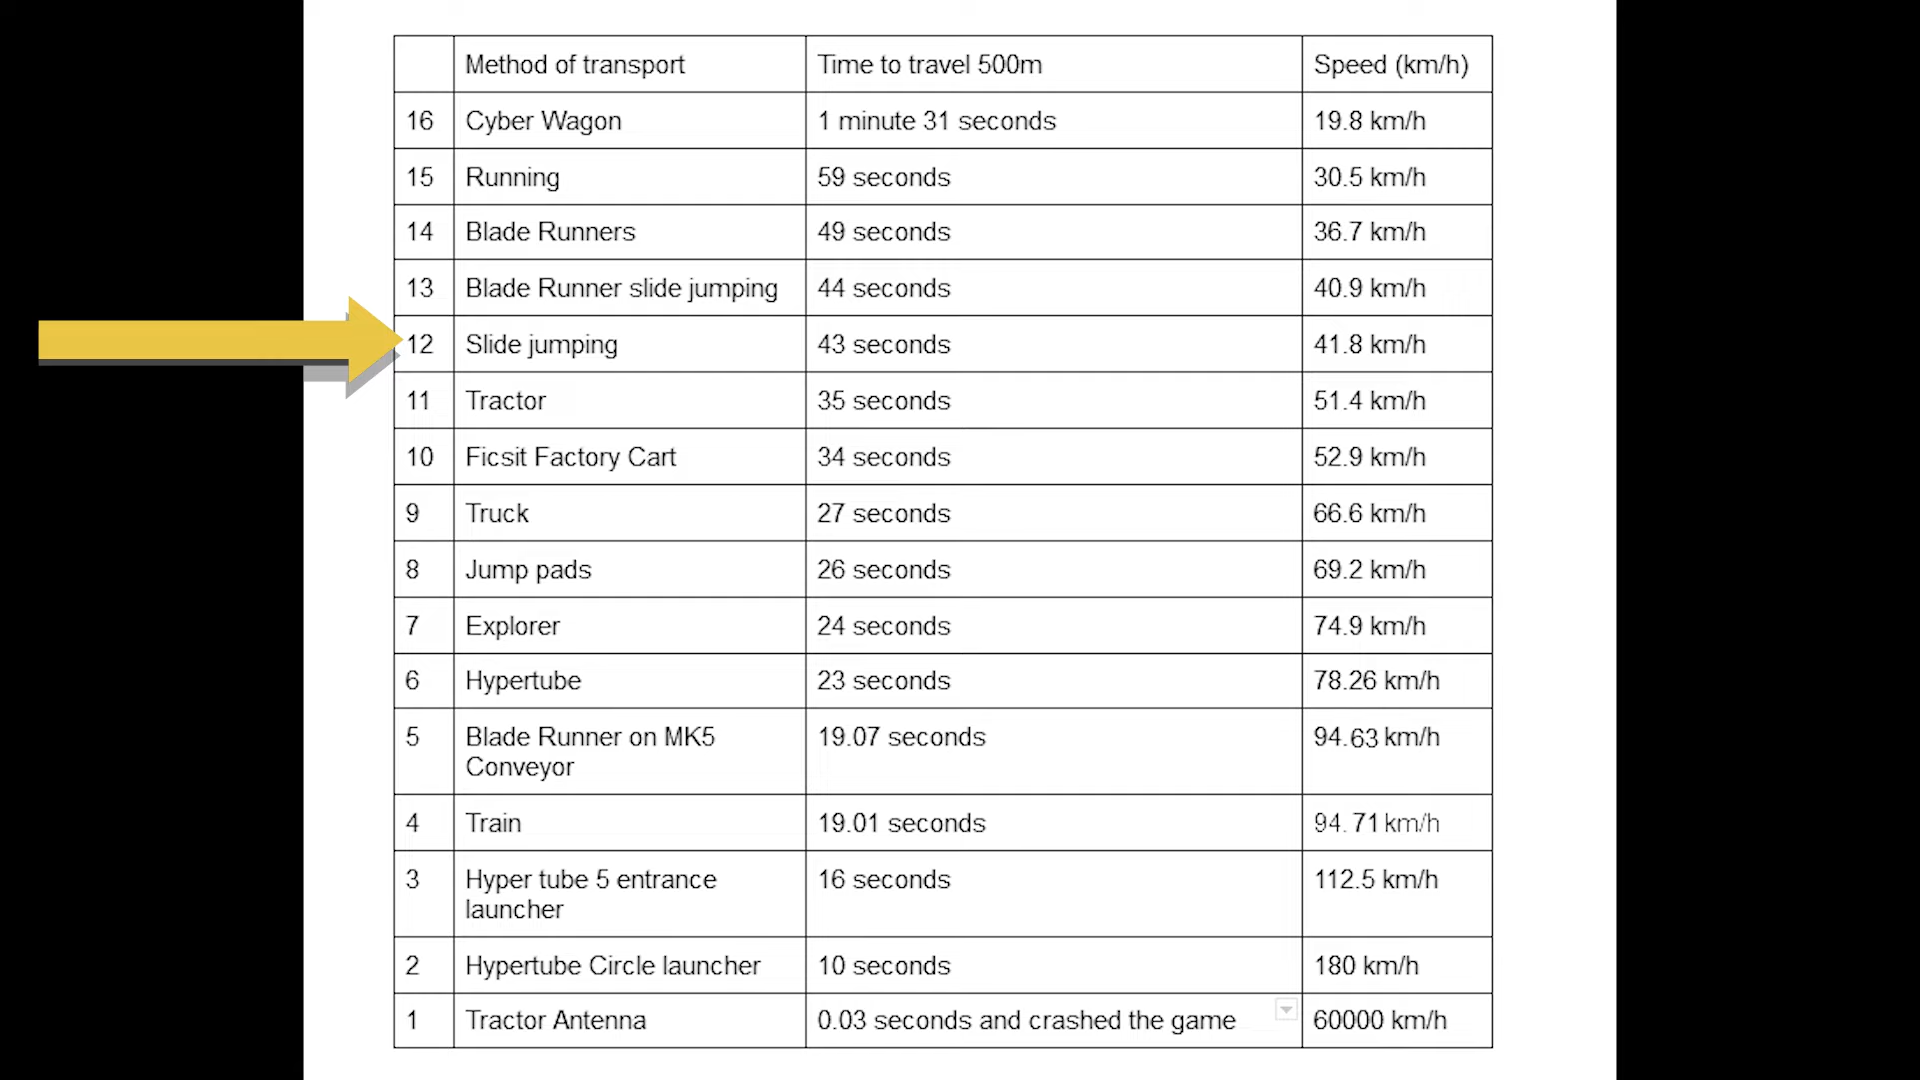 Method of transport Time to travel 500m Speed (km/h)
16 Cyber Wagon 1 minute 31 seconds 19.8 km/h
15 Running 59 seconds 30.5 km/h
14 Blade Runners 49 seconds 36.7 km/h
13 Blade Runner slide jumping 44 seconds 40.9 km/h
12 Slide jumping 43 seconds 41.8 km/h
11 Tractor 35 seconds 51.4 km/h
10 Ficsit Factory Cart 34 seconds 52.9 km/h
9 Truck 27 seconds 66.6 km/h
8 Jump pads 26 seconds 69.2 km/h
7 Explorer 24 seconds 74.9 km/h
6 Hypertube 23 seconds 78.26 km/h
5 Blade Runner on MK5 19.07 seconds 94.63 km/h
Conveyor
4 Train 19.01 seconds 94.71 km/h
3 Hyper tube 5 entrance 16 seconds 112.5 km/h
launcher
2 Hypertube Circle launcher 10 seconds 180 km/h
1 Tractor Antenna 0.03 seconds and crashed the game 60000 km/h